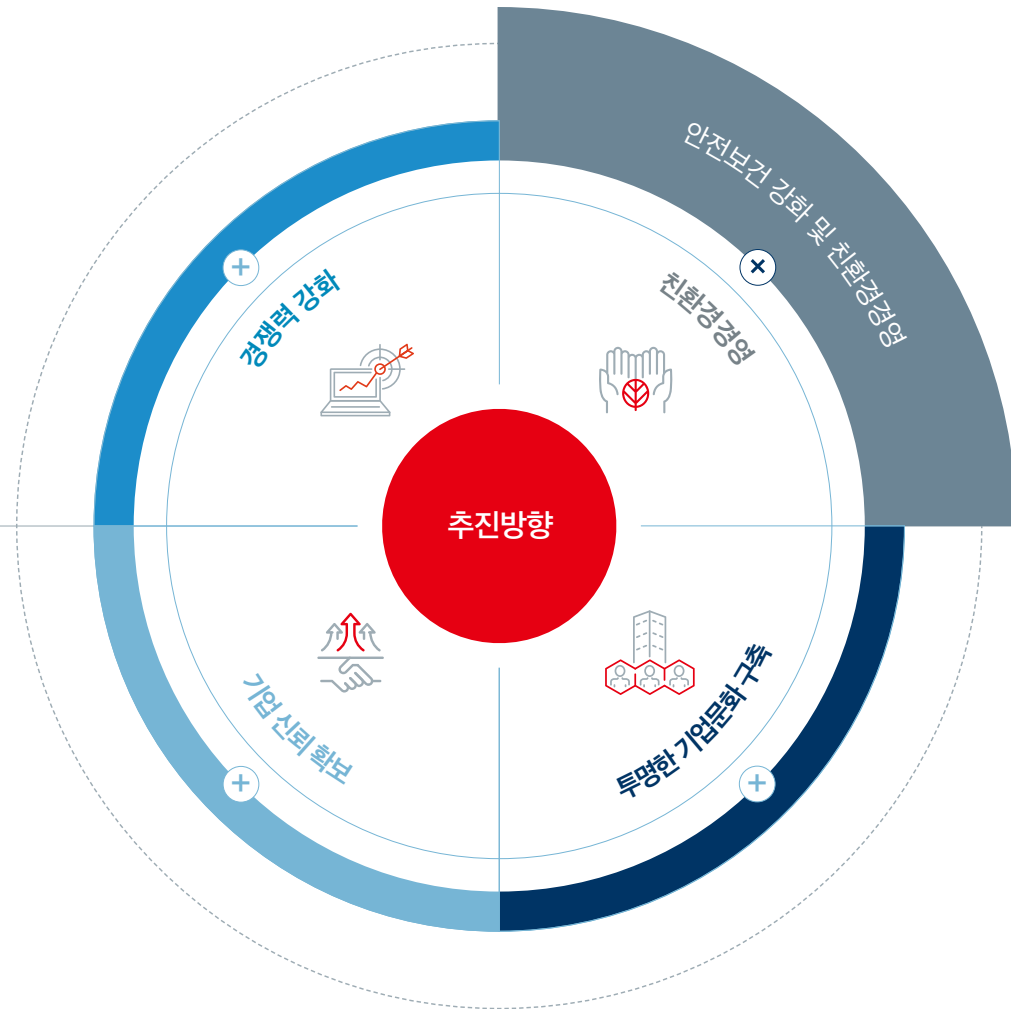 안전보건 강화 및 친환경경영
경쟁력 강화
친환경경영
추진방향
기업 신뢰 확보
투명한 기업문화 구축